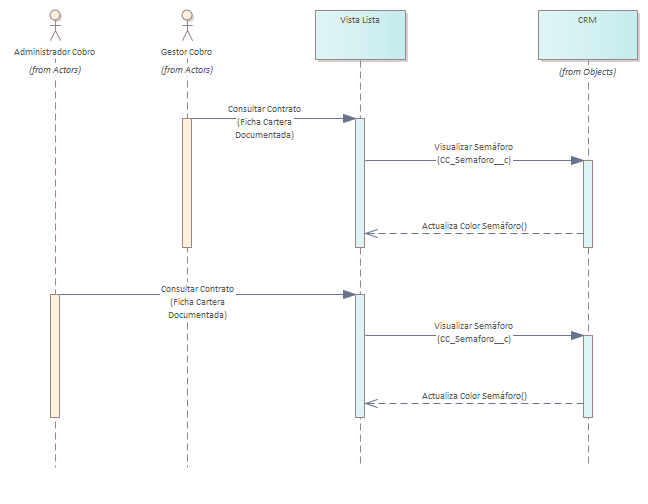 Administrador Cobro
(from Actors)
Gestor Cobro
(from Actors)
Vista Lista
CRM
(from Objects)
Consultar Contrato
(Ficha Cartera
Documentada)
Visualizar Semáforo
(CC_Semaforo__c)
Actualiza Color Semáforo()
Consultar Contrato
(Ficha Cartera
Documentada)
Visualizar Semáforo
(CC_Semaforo__c)
Actualiza Color Semáforo()